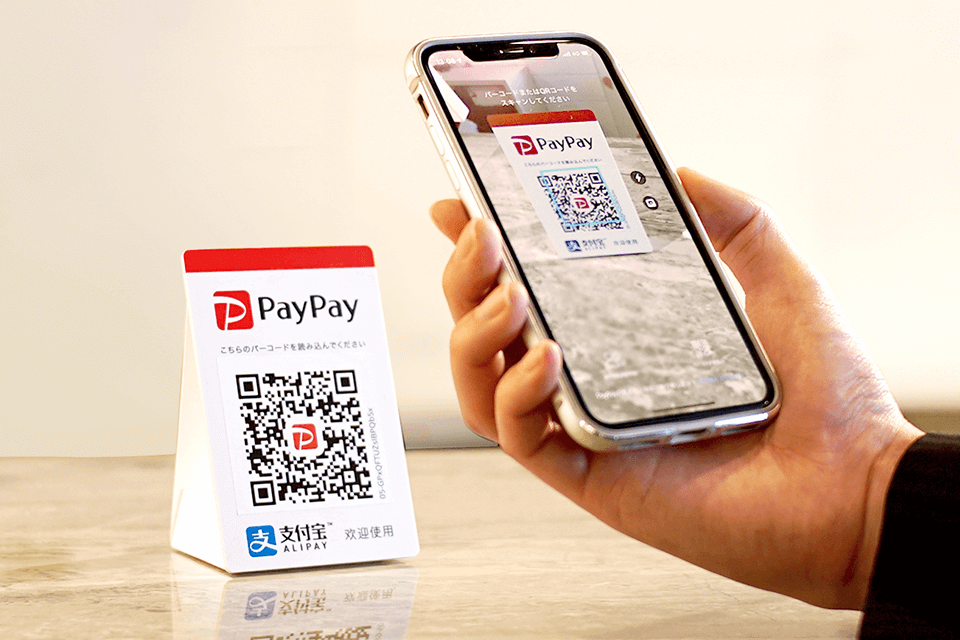 PayPay
こちらのバーコードを読み込んでください
支付宝™
ALIPAY
欢迎使用
バーコードまたはQRコードを
スキャンしてください
PayPay
こちらのバーコードを読み込んでください
支付宝
ALIPAY
欢迎使用